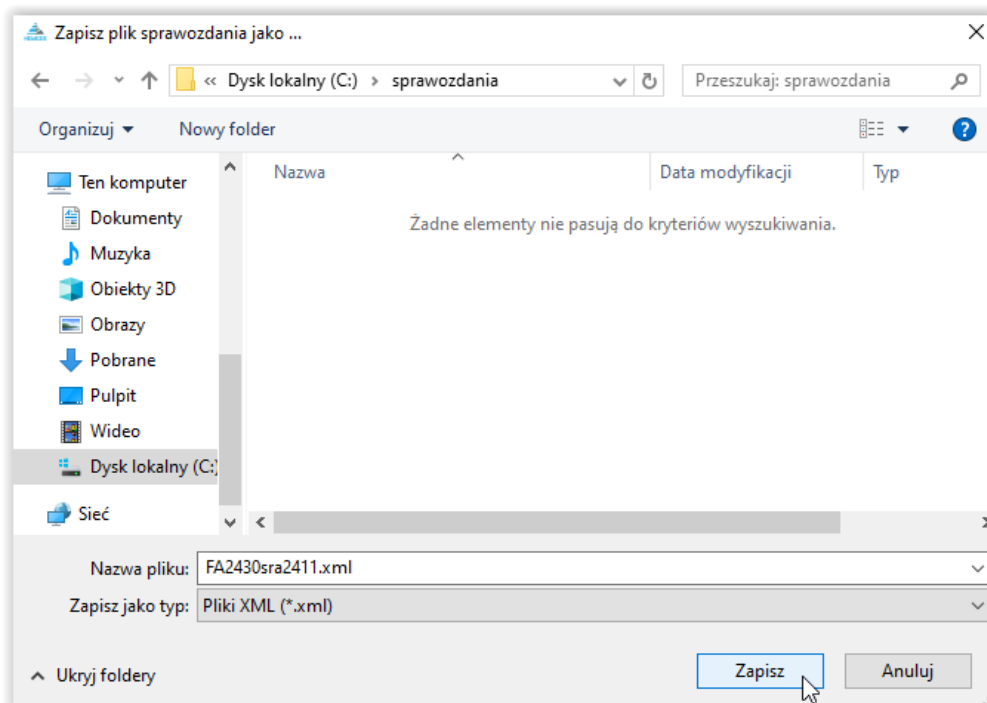 Zapisz plik sprawozdania jako ...
« Dysk lokalny (C:) › sprawozdania
Przeszukaj: sprawozdania
Organizuj
Nowy folder
Nazwa
Data modyfikacji
Typ
Żadne elementy nie pasują do kryteriów wyszukiwania.
Ten komputer
Dokumenty
Muzyka
Obiekty 3D
Obrazy
Pobrane
Pulpit
Wideo
Dysk lokalny (C:)
Sieć
Nazwa pliku: FA2430sra2411.xml
Zapisz jako typ: Pliki XML (*.xml)
Ukryj foldery
Zapisz
Anuluj